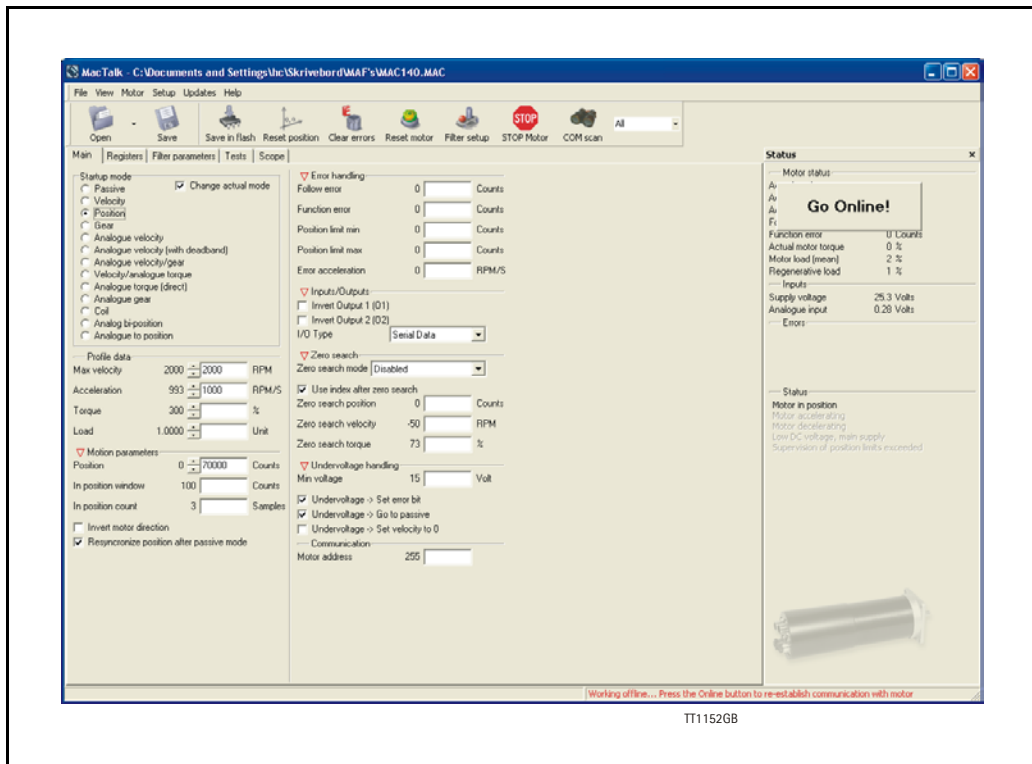 MacTalk - C:\Documents and Settings\hc\Skrivebord\MAF's\MAC140.MAC
File View Motor Setup Updates Help
Open Save Save in flash Reset position Clear errors Reset motor Filter setup STOP Motor COM scan All
STOP
Main Registers Filter parameters Tests Scope
Startup mode
Change actual mode
Passive
Velocity
Position
Gear
Analogue velocity
Analogue velocity (with deadband)
Analogue velocity/gear
Velocity/analogue torque
Analogue torque (direct)
Analogue gear
Coil
Analog bi-position
Analogue to position
Profile data
Max velocity 2000 2000 RPM
Acceleration 993 1000 RPM/S
Torque 300 %
Load 1.0000 Unit
Motion parameters
Position 0 70000 Counts
In position window 100 Counts
In position count 3 Samples
Invert motor direction
Resyncronize position after passive mode
Error handling
Follow error 0 Counts
Function error 0 Counts
Position limit min 0 Counts
Position limit max 0 Counts
Error acceleration 0 RPM/S
Inputs/Outputs
Invert Output 1 (O1)
Invert Output 2 (O2)
I/O Type Serial Data
Zero search
Zero search mode Disabled
Use index after zero search
Zero search position 0 Counts
Zero search velocity -50 RPM
Zero search torque 73 %
Undervoltage handling
Min voltage 15 Volt
Undervoltage -> Set error bit
Undervoltage -> Go to passive
Undervoltage -> Set velocity to 0
Communication
Motor address 255
Status x
Motor status
Go Online!
Function error 0 Counts
Actual motor torque 0 %
Motor load (mean) 2 %
Regenerative load 1 %
Inputs
Supply voltage 25.3 Volts
Analogue input 0.28 Volts
Errors
Status
Motor in position
Motor accelerating
Motor decelerating
Low DC voltage, main supply
Supervision of position limits exceeded
Working offline... Press the Online button to re-establish communication with motor
TT1152GB